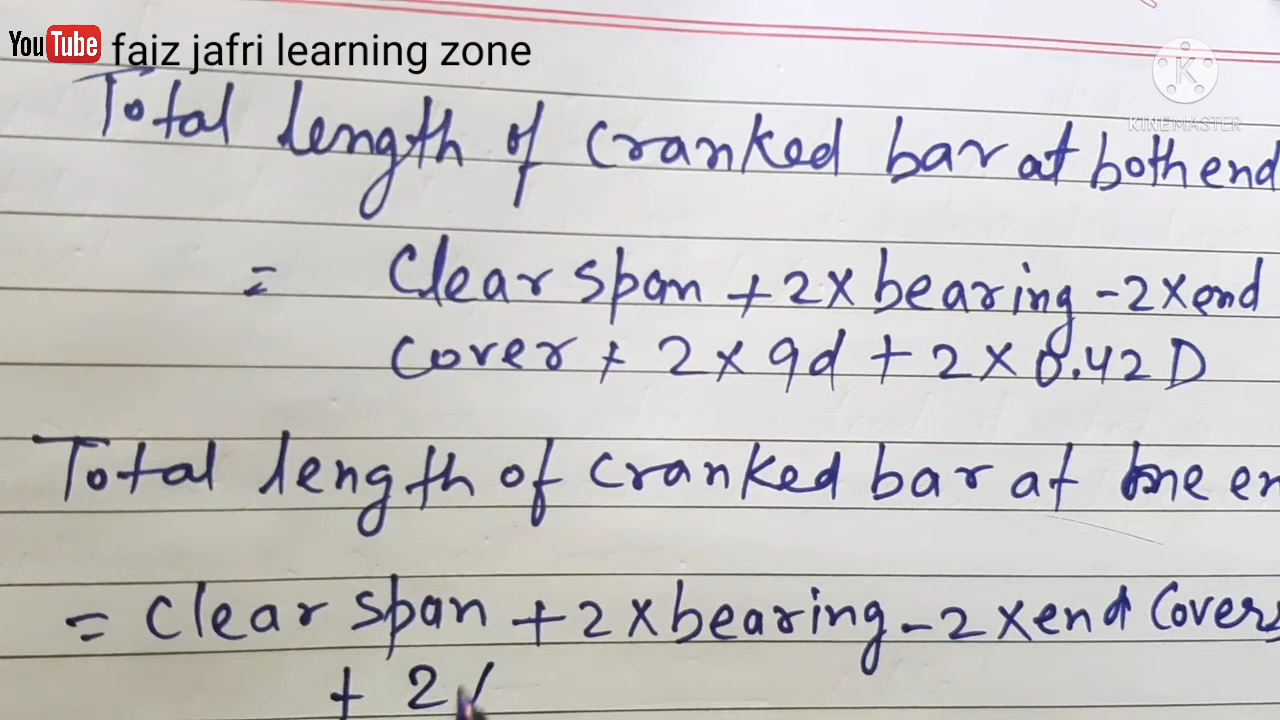 YouTube faiz jafri learning zone
KINEMASTER
Total length of cranked bar at both end
= Clear span + 2 x bearing - 2 x end
cover + 2 x 9d + 2 x 0.42 D
Total length of cranked bar at one en
= Clear span + 2 x bearing - 2 x end Covers
+ 2